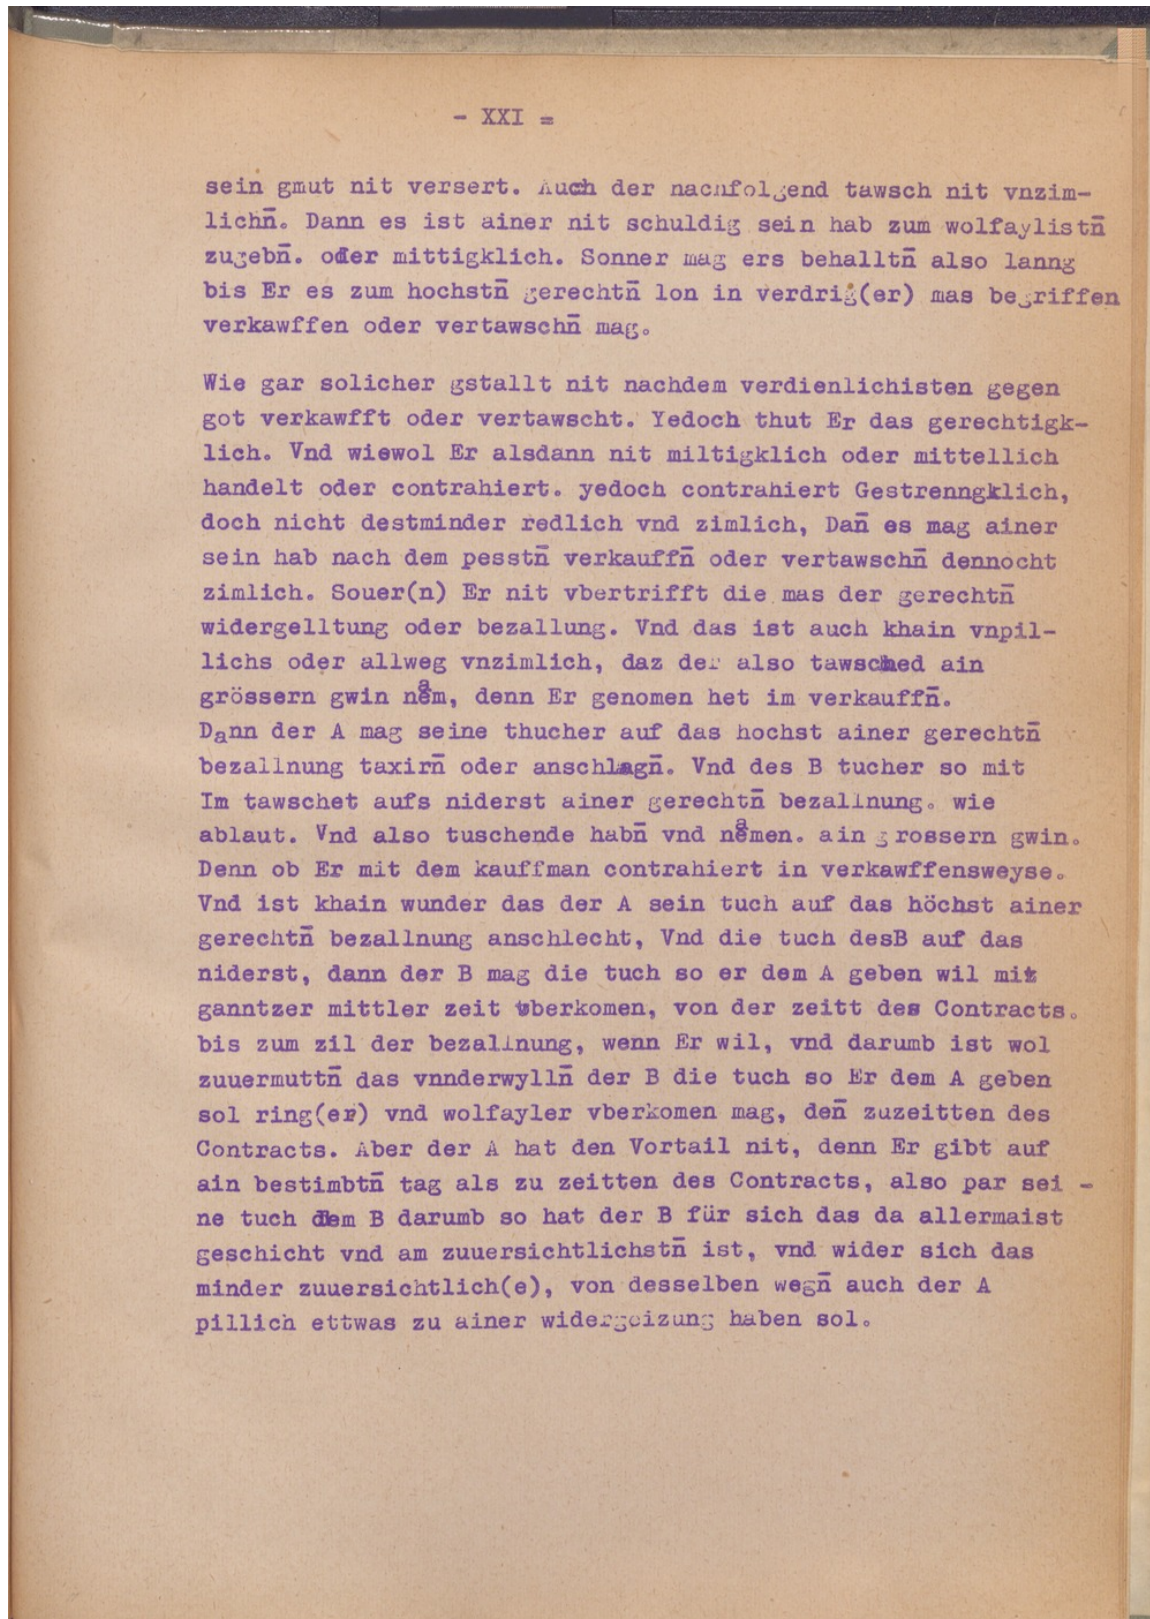 - XXI =
sein gmut nit versert. Auch der nachfolgend tawsch nit vnzim-
lichn̄. Dann es ist ainer nit schuldig sein hab zum wolfaylistn̄
zugebn̄. oder mittigklich. Sonner mag ers behalltn̄ also lanng
bis Er es zum hochstn̄ gerechtn̄ lon in verdrig(er) mas begriffen
verkawffen oder vertawschn̄ mag.
Wie gar solicher gstallt nit nachdem verdienlichisten gegen
got verkawfft oder vertawscht. Yedoch thut Er das gerechtigk-
lich. Vnd wiewol Er alsdann nit miltigklich oder mittellich
handelt oder contrahiert. yedoch contrahiert Gestrenngklich,
doch nicht destminder redlich vnd zimlich, Dan̄ es mag ainer
sein hab nach dem pesstn̄ verkauffn̄ oder vertawschn̄ dennocht
zimlich. Souer(n) Er nit vbertrifft die mas der gerechtn̄
widergelltung oder bezallung. Vnd das ist auch khain vnpil-
lichs oder allweg vnzimlich, daz der also tawsched ain
grössern gwin nåm, denn Er genomen het im verkauffn̄.
Dann der A mag seine thucher auf das hochst ainer gerechtn̄
bezallnung taxirn̄ oder anschlagn̄. Vnd des B tucher so mit
Im tawschet aufs niderst ainer gerechtn̄ bezallnung. wie
ablaut. Vnd also tuschende habn̄ vnd nåmen. ain grossern gwin.
Denn ob Er mit dem kauffman contrahiert in verkawffensweyse.
Vnd ist khain wunder das der A sein tuch auf das höchst ainer
gerechtn̄ bezallnung anschlecht, Vnd die tuch desB auf das
niderst, dann der B mag die tuch so er dem A geben wil mit
ganntzer mittler zeit vberkomen, von der zeitt des Contracts.
bis zum zil der bezallnung, wenn Er wil, vnd darumb ist wol
zuuermuttn̄ das vnnderwylln̄ der B die tuch so Er dem A geben
sol ring(er) vnd wolfayler vberkomen mag, den̄ zuzeitten des
Contracts. Aber der A hat den Vortail nit, denn Er gibt auf
ain bestimbtn̄ tag als zu zeitten des Contracts, also par sei -
ne tuch dem B darumb so hat der B für sich das da allermaist
geschicht vnd am zuuersichtlichstn̄ ist, vnd wider sich das
minder zuuersichtlich(e), von desselben wegn̄ auch der A
pillich ettwas zu ainer widergeizung haben sol.